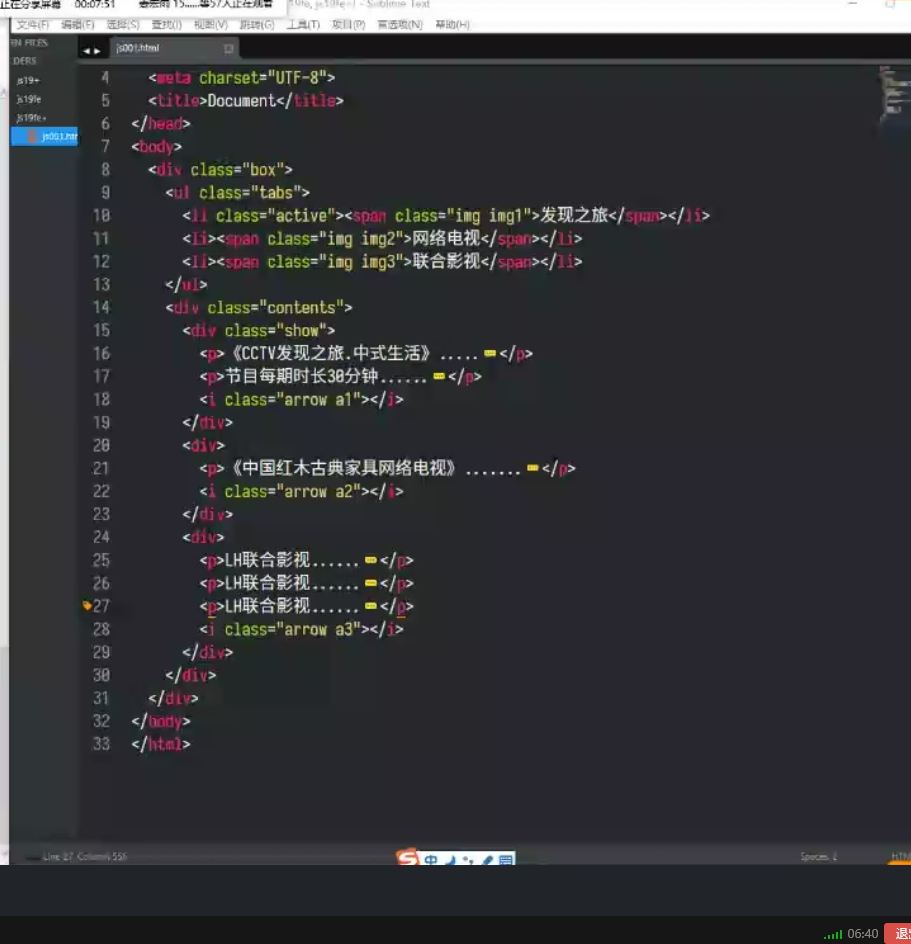 正在分享屏幕 00:07:51 15......等57人正在观看 js19fe+) - Sublime Text
文件(F) 编辑(E) 选择(S) 查找(I) 视图(V) 跳转(G) 工具(T) 项目(P) 首选项(N) 帮助(H)
EN FILES
js001.html
DERS
js19+
js19fe
js19fe+
4 <meta charset="UTF-8">
5 <title>Document</title>
6 </head>
7 <body>
8 <div class="box">
9 <ul class="tabs">
10 <li class="active"><span class="img img1">发现之旅</span></li>
11 <li><span class="img img2">网络电视</span></li>
12 <li><span class="img img3">联合影视</span></li>
13 </ul>
14 <div class="contents">
15 <div class="show">
16 <p>《CCTV发现之旅.中式生活》.....</p>
17 <p>节目每期时长30分钟......</p>
18 <i class="arrow a1"></i>
19 </div>
20 <div>
21 <p>《中国红木古典家具网络电视》.......</p>
22 <i class="arrow a2"></i>
23 </div>
24 <div>
25 <p>LH联合影视......</p>
26 <p>LH联合影视......</p>
27 <p>LH联合影视......</p>
28 <i class="arrow a3"></i>
29 </div>
30 </div>
31 </div>
32 </body>
33 </html>
Line 27, Column 556
Spaces: 2
中
06:40